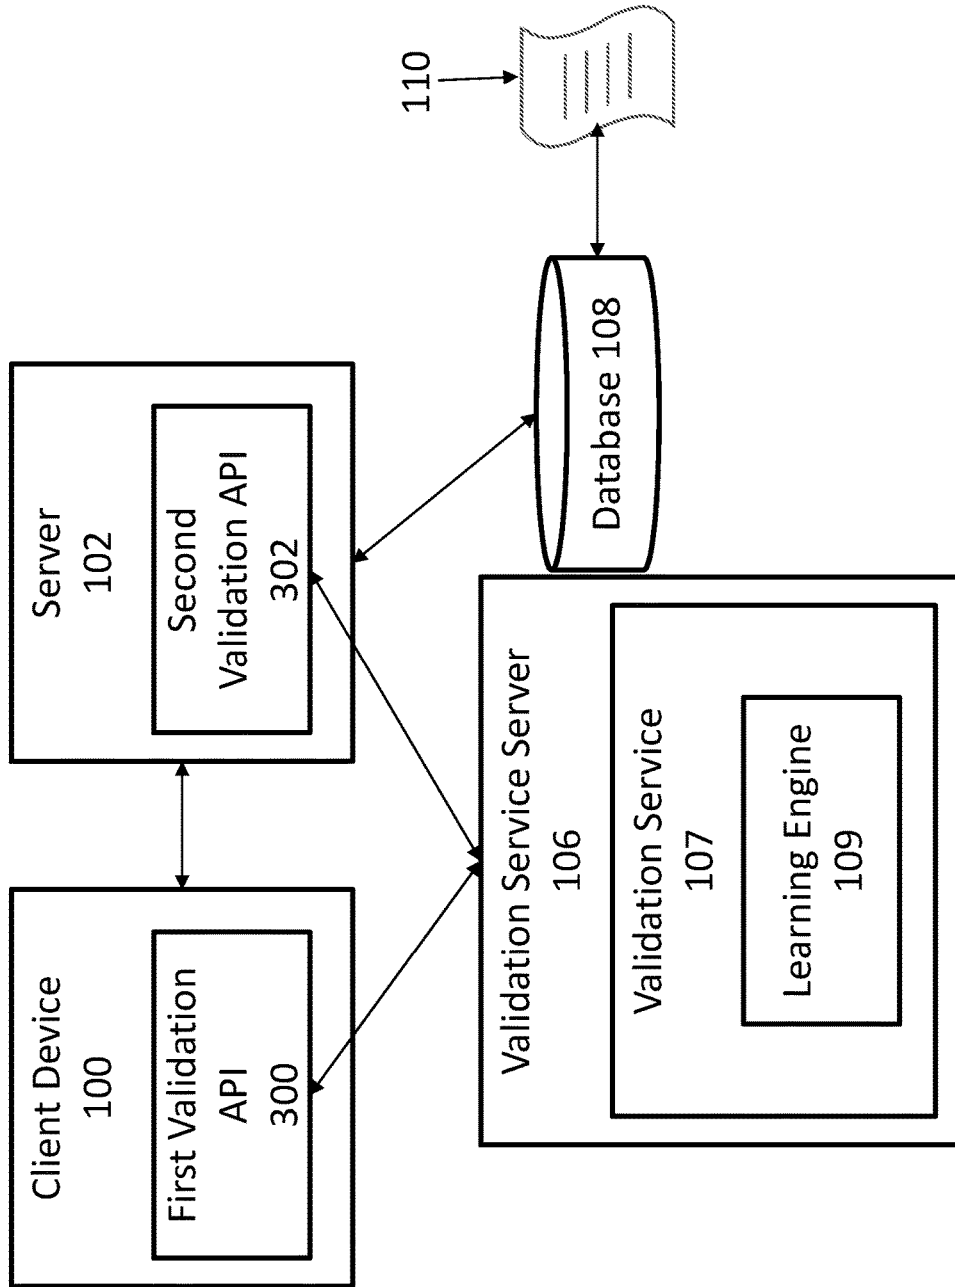 Client Device
100
First Validation
API
300
Server
102
Second
Validation API
302
110
Validation Service Server
106
Validation Service
107
Learning Engine
109
Database 108